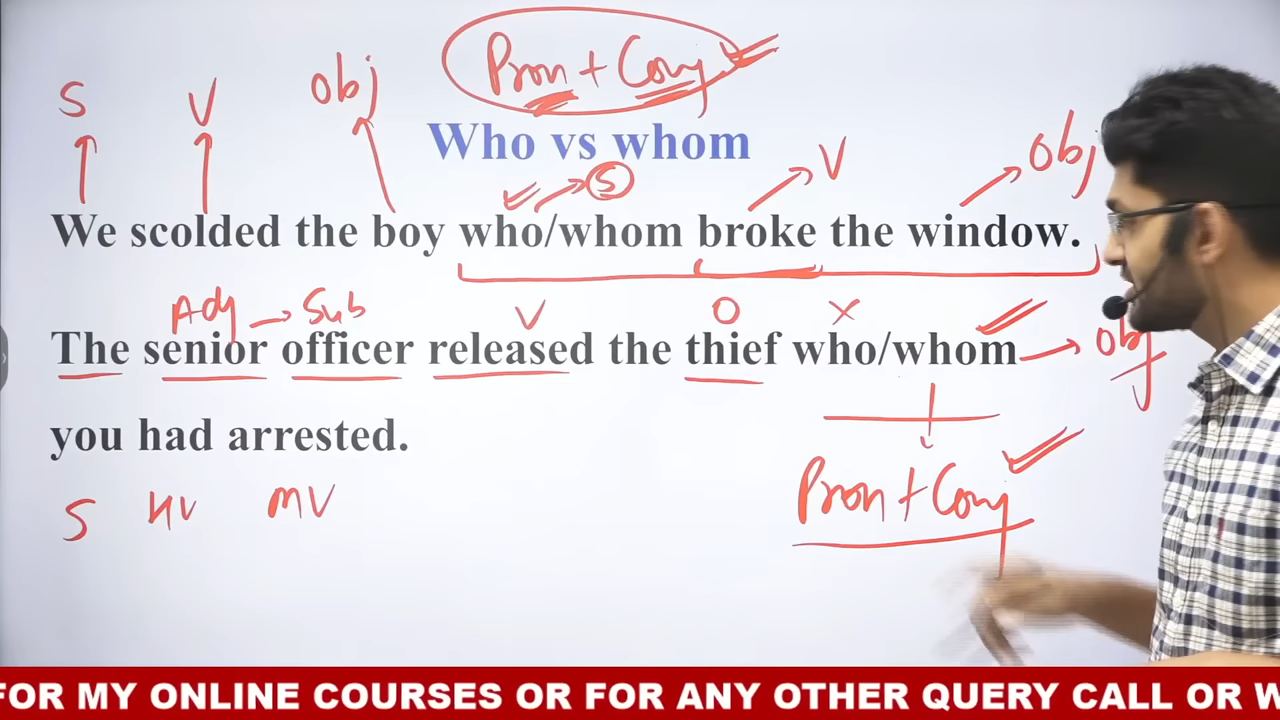 Pron + Conj
S V Obj
Who vs whom
S V Obj
We scolded the boy who/whom broke the window.
Adj → Sub V O X
The senior officer released the thief who/whom → Obj
you had arrested.
S HV MV
Pron + Conj
FOR MY ONLINE COURSES OR FOR ANY OTHER QUERY CALL OR W